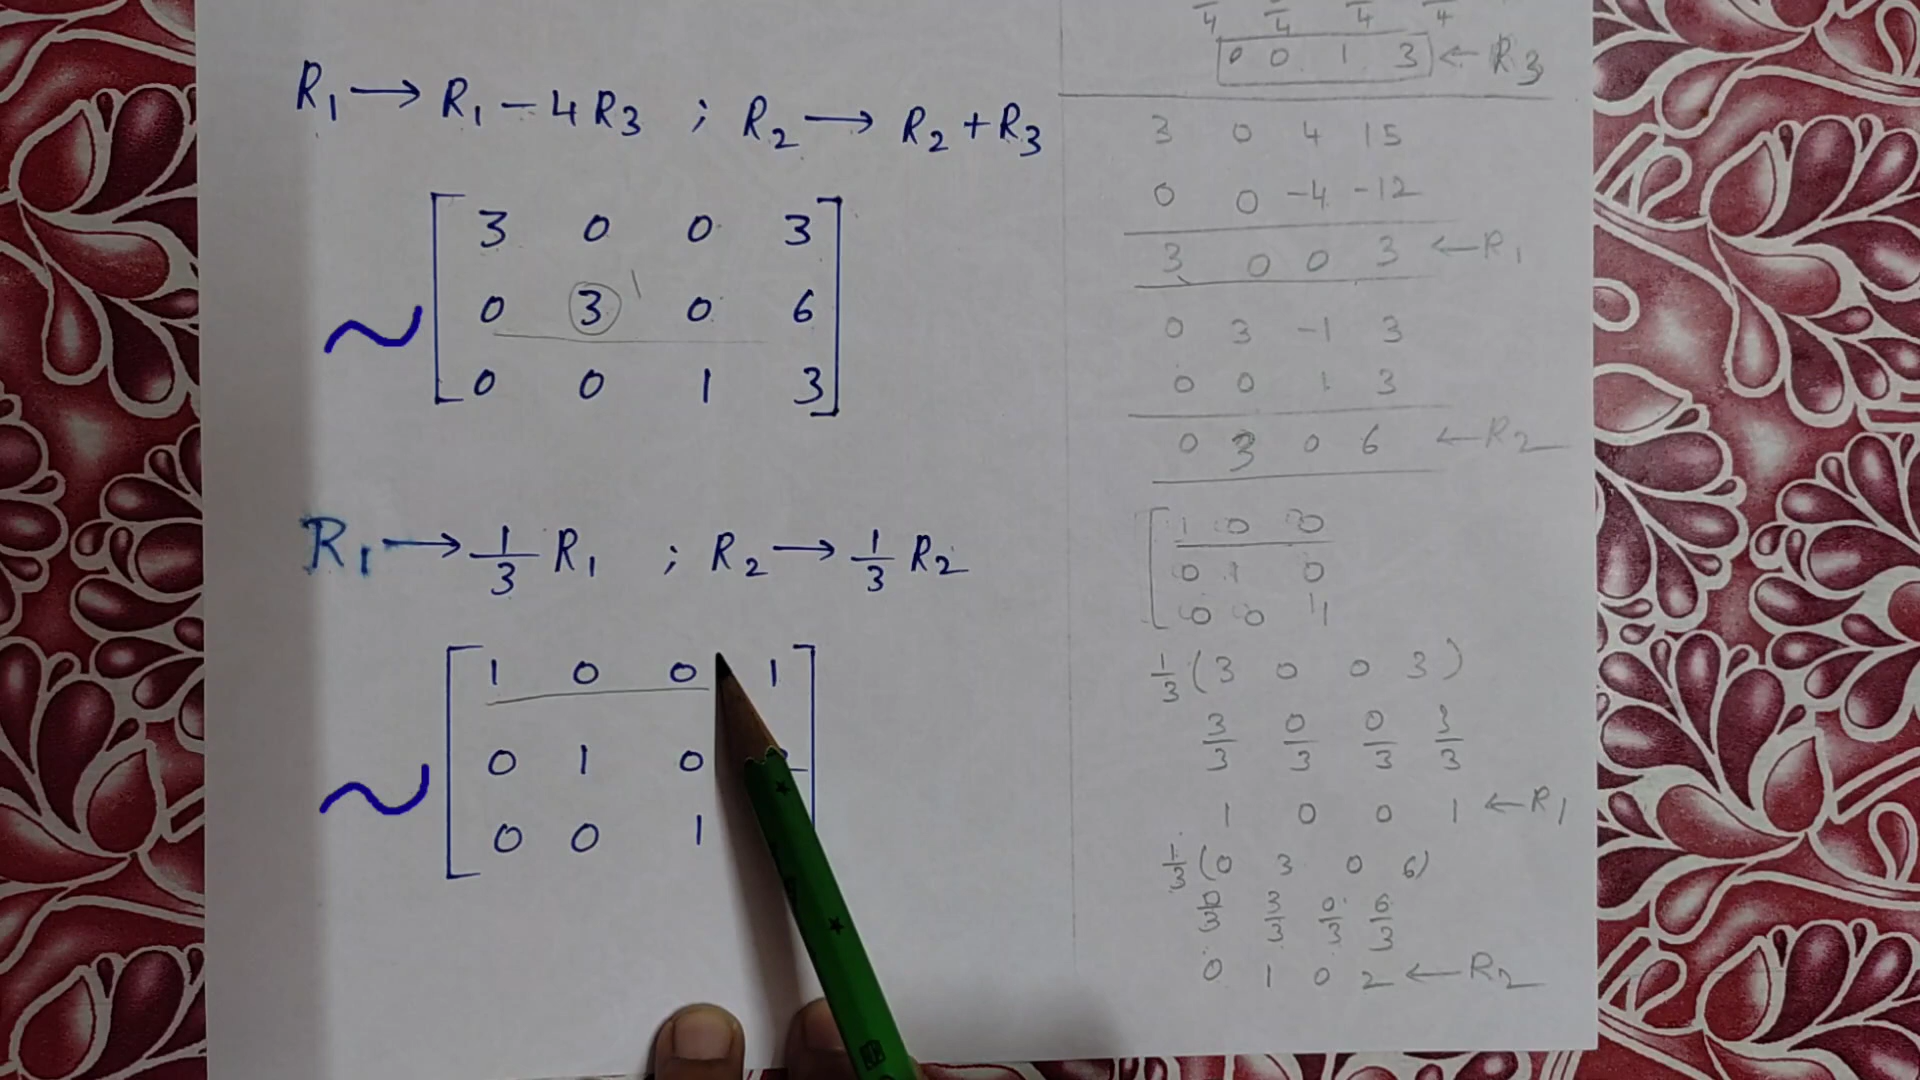 R₁ → R₁ − 4R₃ ; R₂ → R₂ + R₃
~ [ 3 0 0 3
0 3 1 0 6
0 0 1 3 ]
R₁ → 1/3 R₁ ; R₂ → 1/3 R₂
~ [ 1 0 0 1
0 1 0
0 0 1 ]
4 4 4 4
0 0 1 3 ← R₃
3 0 4 15
0 0 −4 −12
3 0 0 3 ← R₁
0 3 −1 3
0 0 1 3
0 3 0 6 ← R₂
[ 1 0 0
0 1 0
0 0 1
1/3 (3 0 0 3)
3/3 0/3 0/3 3/3
1 0 0 1 ← R₁
1/3 (0 3 0 6)
0/3 3/3 0/3 6/3
0 1 0 2 ← R₂